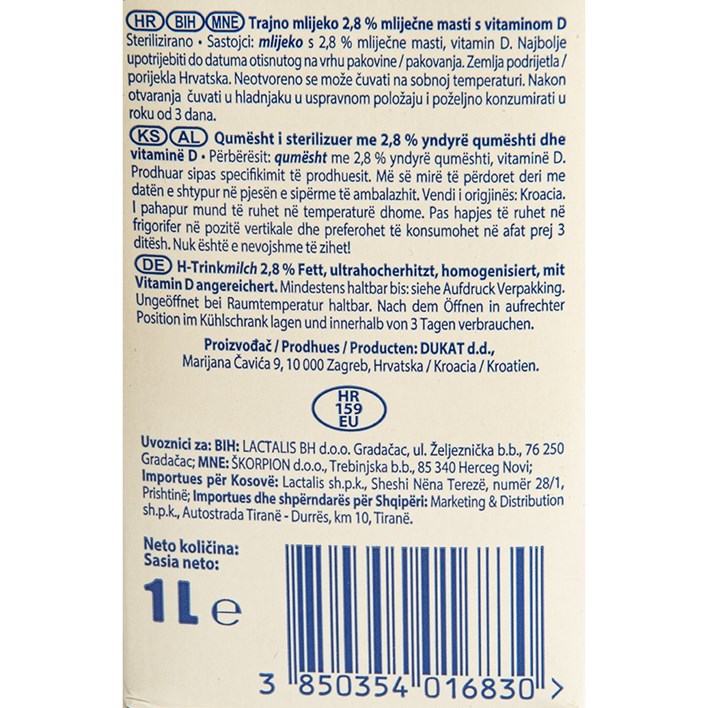 HR BIH MNE Trajno mlijeko 2,8 % mliječne masti s vitaminom D
Sterilizirano • Sastojci: mlijeko s 2,8 % mliječne masti, vitamin D. Najbolje
upotrijebiti do datuma otisnutog na vrhu pakovine / pakovanja. Zemlja podrijetla /
porijekla Hrvatska. Neotvoreno se može čuvati na sobnoj temperaturi. Nakon
otvaranja čuvati u hladnjaku u uspravnom položaju i poželjno konzumirati u
roku od 3 dana.
KS AL Qumësht i sterilizuer me 2,8 % yndyrë qumështi dhe
vitaminë D • Përbërësit: qumësht me 2,8 % yndyrë qumështi, vitaminë D.
Prodhuar sipas specifikimit të prodhuesit. Më së mirë të përdoret deri me
datën e shtypur në pjesën e sipërme të ambalazhit. Vendi i origjinës: Kroacia.
I pahapur mund të ruhet në temperaturë dhome. Pas hapjes të ruhet në
frigorifer në pozitë vertikale dhe preferohet të konsumohet në afat prej 3
ditësh. Nuk është e nevojshme të zihet!
DE H-Trinkmilch 2,8 % Fett, ultrahocherhitzt, homogenisiert, mit
Vitamin D angereichert. Mindestens haltbar bis: siehe Aufdruck Verpakking.
Ungeöffnet bei Raumtemperatur haltbar. Nach dem Öffnen in aufrechter
Position im Kühlschrank lagen und innerhalb von 3 Tagen verbrauchen.
Proizvođač / Prodhues / Producten: DUKAT d.d.,
Marijana Čavića 9, 10 000 Zagreb, Hrvatska / Kroacia / Kroatien.
HR
159
EU
Uvoznici za: BIH: LACTALIS BH d.o.o. Gradačac, ul. Željeznička b.b., 76 250
Gradačac; MNE: ŠKORPION d.o.o., Trebinjska b.b., 85 340 Herceg Novi;
Importues për Kosovë: Lactalis sh.p.k., Sheshi Nëna Terezë, numër 28/1,
Prishtinë; Importues dhe shpërndarës për Shqipëri: Marketing & Distribution
sh.p.k., Autostrada Tiranë - Durrës, km 10, Tiranë.
Neto količina:
Sasia neto:
1L e
3 850354 016830 >